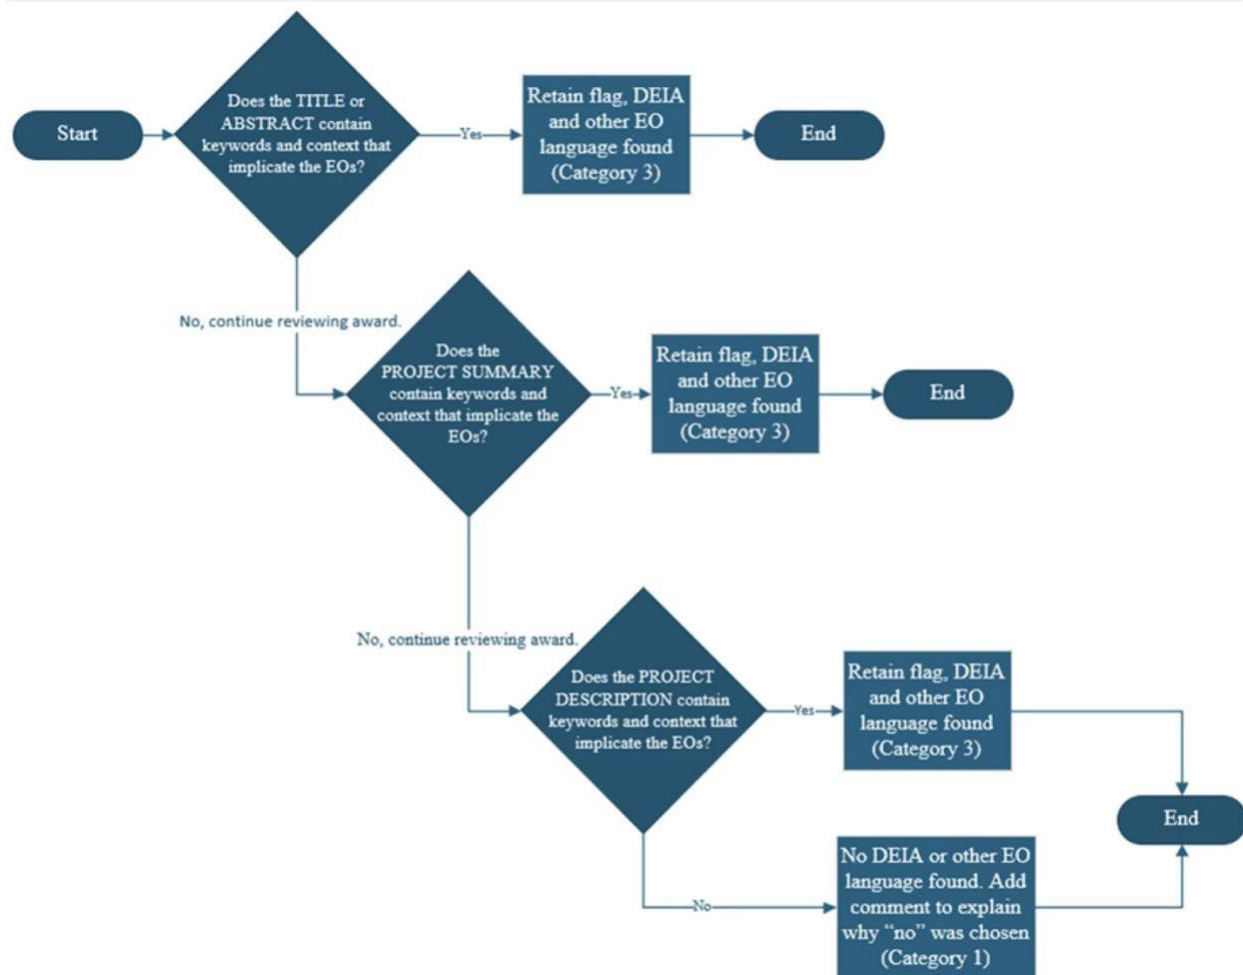 Start
Does the TITLE or
ABSTRACT contain
keywords and context that
implicate the EOs?
Yes
Retain flag, DEIA
and other EO
language found
(Category 3)
End
No, continue reviewing award.
Does the
PROJECT SUMMARY
contain keywords and
context that implicate the
EOs?
Yes
Retain flag, DEIA
and other EO
language found
(Category 3)
End
No, continue reviewing award.
Does the PROJECT
DESCRIPTION contain
keywords and context that
implicate the EOs?
Yes
Retain flag, DEIA
and other EO
language found
(Category 3)
End
No
No DEIA or other EO
language found. Add
comment to explain
why “no” was chosen
(Category 1)